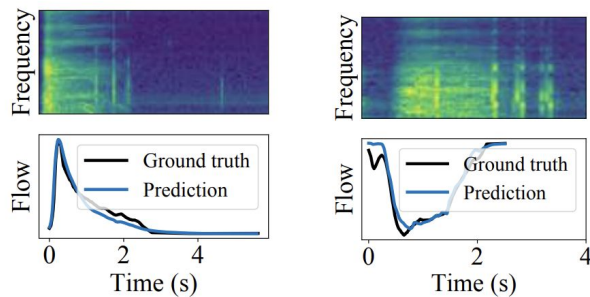 Frequency
Flow
Ground truth
Prediction
0
2
4
Time (s)
Frequency
Flow
Ground truth
Prediction
0
2
4
Time (s)